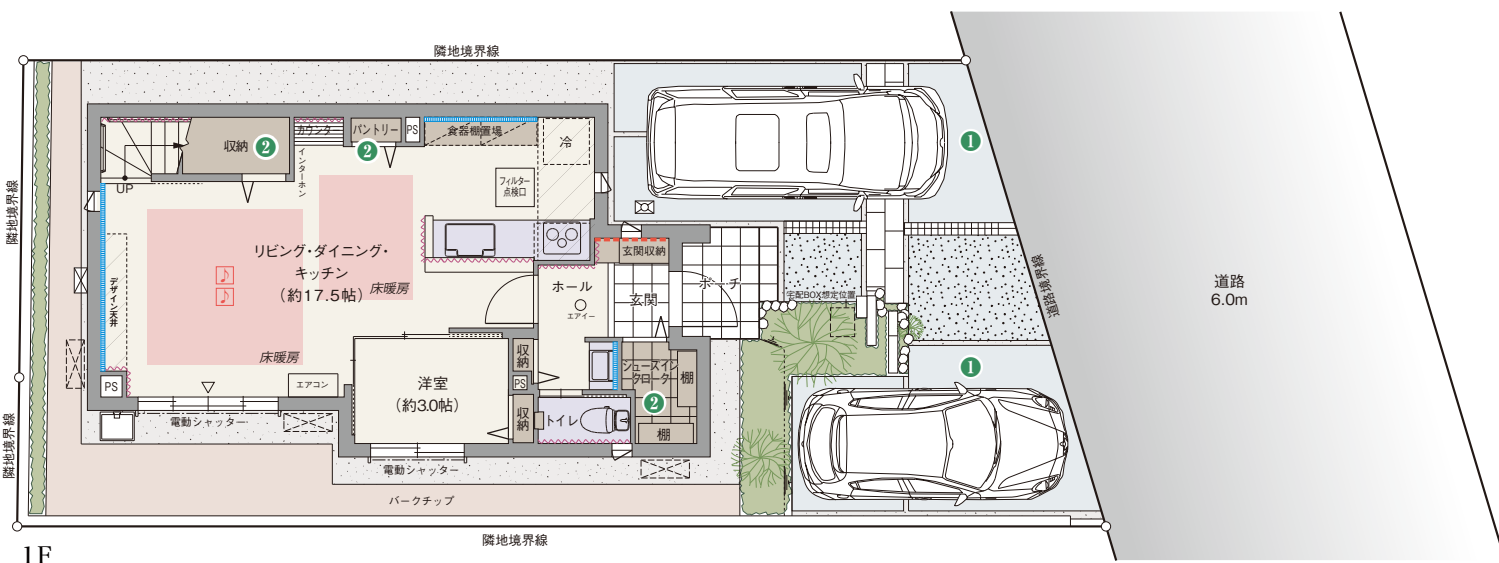 隣地境界線
隣地境界線
隣地境界線
隣地境界線
道路境界線
道路
6.0m
1
1
収納
2
カウンター
パントリー
2
PS
食器棚置場
冷
インターホン
フィルター
点検口
UP
リビング・ダイニング・
キッチン
（約17.5帖）
床暖房
床暖房
デザイン天井
PS
エアコン
電動シャッター
洋室
（約3.0帖）
収納
PS
収納
電動シャッター
ホール
エアイー
玄関収納
玄関
ポーチ
宅配BOX想定位置
シューズイン
クローク
2
棚
棚
トイレ
バークチップ
1F